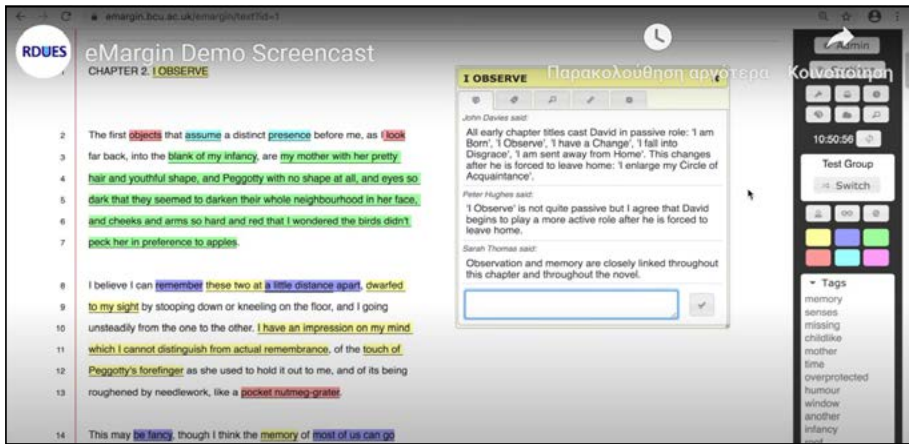 emargin.bcu.ac.uk/emargin/text?id=1
RDUES
eMargin Demo Screencast
Παρακολούθηση αργότερα
Κοινοποίηση
Admin
1 CHAPTER 2. I OBSERVE
2 The first objects that assume a distinct presence before me, as I look
3 far back, into the blank of my infancy, are my mother with her pretty
4 hair and youthful shape, and Peggotty with no shape at all, and eyes so
5 dark that they seemed to darken their whole neighbourhood in her face,
6 and cheeks and arms so hard and red that I wondered the birds didn't
7 peck her in preference to apples.
8 I believe I can remember these two at a little distance apart, dwarfed
9 to my sight by stooping down or kneeling on the floor, and I going
10 unsteadily from the one to the other. I have an impression on my mind
11 which I cannot distinguish from actual remembrance, of the touch of
12 Peggotty's forefinger as she used to hold it out to me, and of its being
13 roughened by needlework, like a pocket nutmeg-grater.
14 This may be fancy, though I think the memory of most of us can go
I OBSERVE
John Davies said:
All early chapter titles cast David in passive role: 'I am
Born', 'I Observe', 'I have a Change', 'I fall into
Disgrace', 'I am sent away from Home'. This changes
after he is forced to leave home: 'I enlarge my Circle of
Acquaintance'.
Peter Hughes said:
'I Observe' is not quite passive but I agree that David
begins to play a more active role after he is forced to
leave home.
Sarah Thomas said:
Observation and memory are closely linked throughout
this chapter and throughout the novel.
10:50:56
Test Group
Switch
Tags
memory
senses
missing
childlike
mother
time
overprotected
humour
window
another
infancy